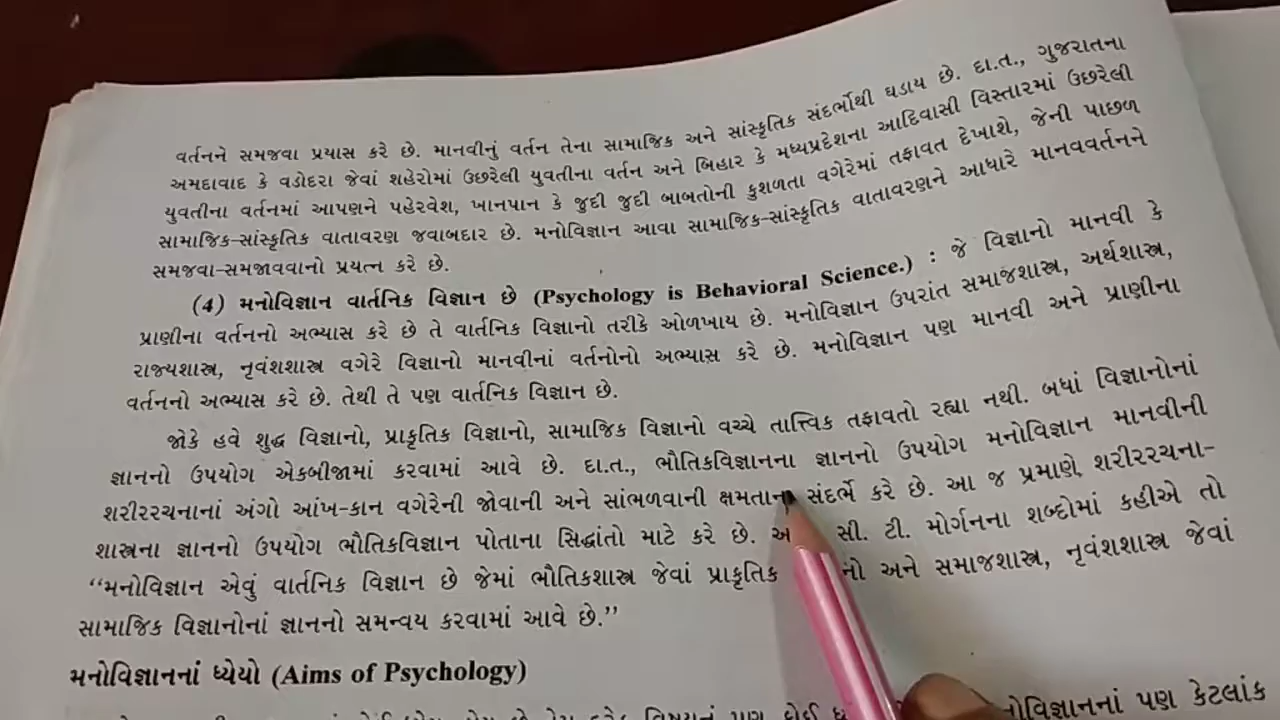 વર્તનને સમજવા પ્રયાસ કરે છે. માનવીનું વર્તન તેના સામાજિક અને સાંસ્કૃતિક સંદર્ભોથી ઘડાય છે. દા.ત., ગુજરાતના
અમદાવાદ કે વડોદરા જેવાં શહેરોમાં ઉછરેલી યુવતીના વર્તન અને બિહાર કે મધ્યપ્રદેશના આદિવાસી વિસ્તારમાં ઉછરેલી
યુવતીના વર્તનમાં આપણને પહેરવેશ, ખાનપાન કે જુદી જુદી બાબતોની કુશળતા વગેરેમાં તફાવત દેખાશે, જેની પાછળ
સામાજિક-સાંસ્કૃતિક વાતાવરણ જવાબદાર છે. મનોવિજ્ઞાન આવા સામાજિક-સાંસ્કૃતિક વાતાવરણને આધારે માનવવર્તનને
સમજવા-સમજાવવાનો પ્રયત્ન કરે છે.
(4) મનોવિજ્ઞાન વાર્તનિક વિજ્ઞાન છે (Psychology is Behavioral Science.) : જે વિજ્ઞાનો માનવી કે
પ્રાણીના વર્તનનો અભ્યાસ કરે છે તે વાર્તનિક વિજ્ઞાનો તરીકે ઓળખાય છે. મનોવિજ્ઞાન ઉપરાંત સમાજશાસ્ત્ર, અર્થશાસ્ત્ર,
રાજ્યશાસ્ત્ર, નૃવંશશાસ્ત્ર વગેરે વિજ્ઞાનો માનવીનાં વર્તનોનો અભ્યાસ કરે છે. મનોવિજ્ઞાન પણ માનવી અને પ્રાણીના
વર્તનનો અભ્યાસ કરે છે. તેથી તે પણ વાર્તનિક વિજ્ઞાન છે.
જોકે હવે શુદ્ધ વિજ્ઞાનો, પ્રાકૃતિક વિજ્ઞાનો, સામાજિક વિજ્ઞાનો વચ્ચે તાત્ત્વિક તફાવતો રહ્યા નથી. બધાં વિજ્ઞાનોનાં
જ્ઞાનનો ઉપયોગ એકબીજામાં કરવામાં આવે છે. દા.ત., ભૌતિકવિજ્ઞાનના જ્ઞાનનો ઉપયોગ મનોવિજ્ઞાન માનવીની
શરીરરચનાનાં અંગો આંખ-કાન વગેરેની જોવાની અને સાંભળવાની ક્ષમતાના સંદર્ભે કરે છે. આ જ પ્રમાણે શરીરરચના-
શાસ્ત્રના જ્ઞાનનો ઉપયોગ ભૌતિકવિજ્ઞાન પોતાના સિદ્ધાંતો માટે કરે છે. સી. ટી. મોર્ગનના શબ્દોમાં કહીએ તો
“મનોવિજ્ઞાન એવું વાર્તનિક વિજ્ઞાન છે જેમાં ભૌતિકશાસ્ત્ર જેવાં પ્રાકૃતિક અને સમાજશાસ્ત્ર, નૃવંશશાસ્ત્ર જેવાં
સામાજિક વિજ્ઞાનોનાં જ્ઞાનનો સમન્વય કરવામાં આવે છે.”
મનોવિજ્ઞાનનાં ધ્યેયો (Aims of Psychology)
પણ કેટલાંક